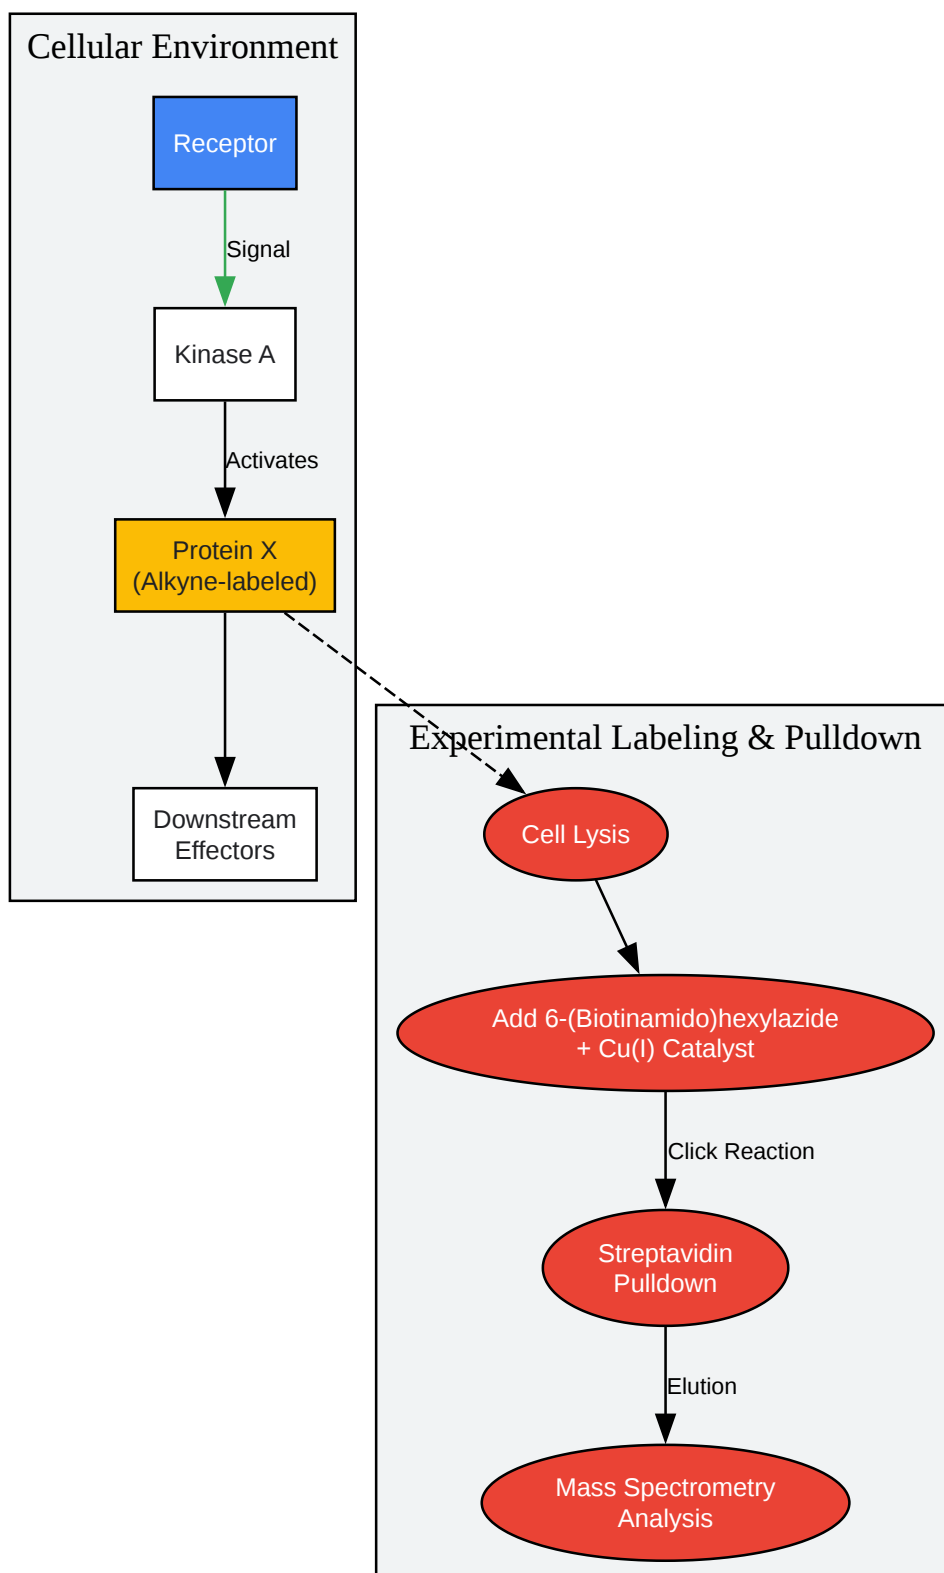 Cellular Environment
Receptor
Signal
Kinase A
Activates
Protein X
(Alkyne-labeled)
Downstream
Effectors
Experimental Labeling & Pulldown
Cell Lysis
Add 6-(Biotinamido)hexylazide
+ Cu(I) Catalyst
Click Reaction
Streptavidin
Pulldown
Elution
Mass Spectrometry
Analysis